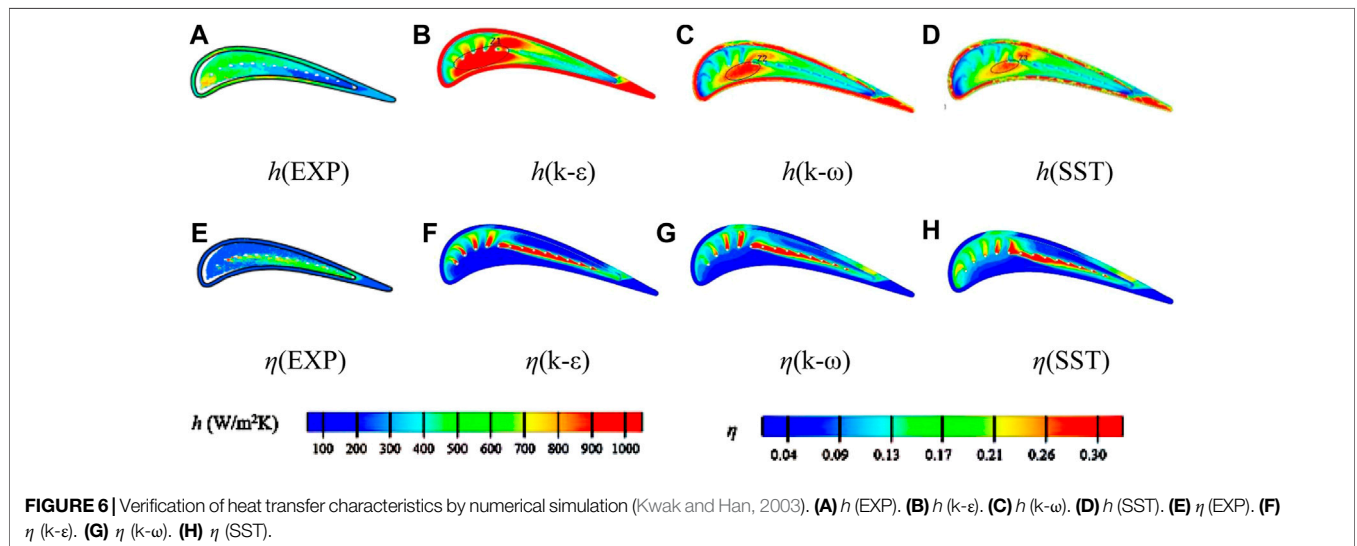 A
B
C
D
h(EXP)
h(k-ε)
h(k-ω)
h(SST)
E
F
G
H
η(EXP)
η(k-ε)
η(k-ω)
η(SST)
h (W/m²K)
100 200 300 400 500 600 700 800 900 1000
η
0.04 0.09 0.13 0.17 0.21 0.26 0.30
FIGURE 6 | Verification of heat transfer characteristics by numerical simulation (Kwak and Han, 2003). (A) h (EXP). (B) h (k-ε). (C) h (k-ω). (D) h (SST). (E) η (EXP). (F)
η (k-ε). (G) η (k-ω). (H) η (SST).